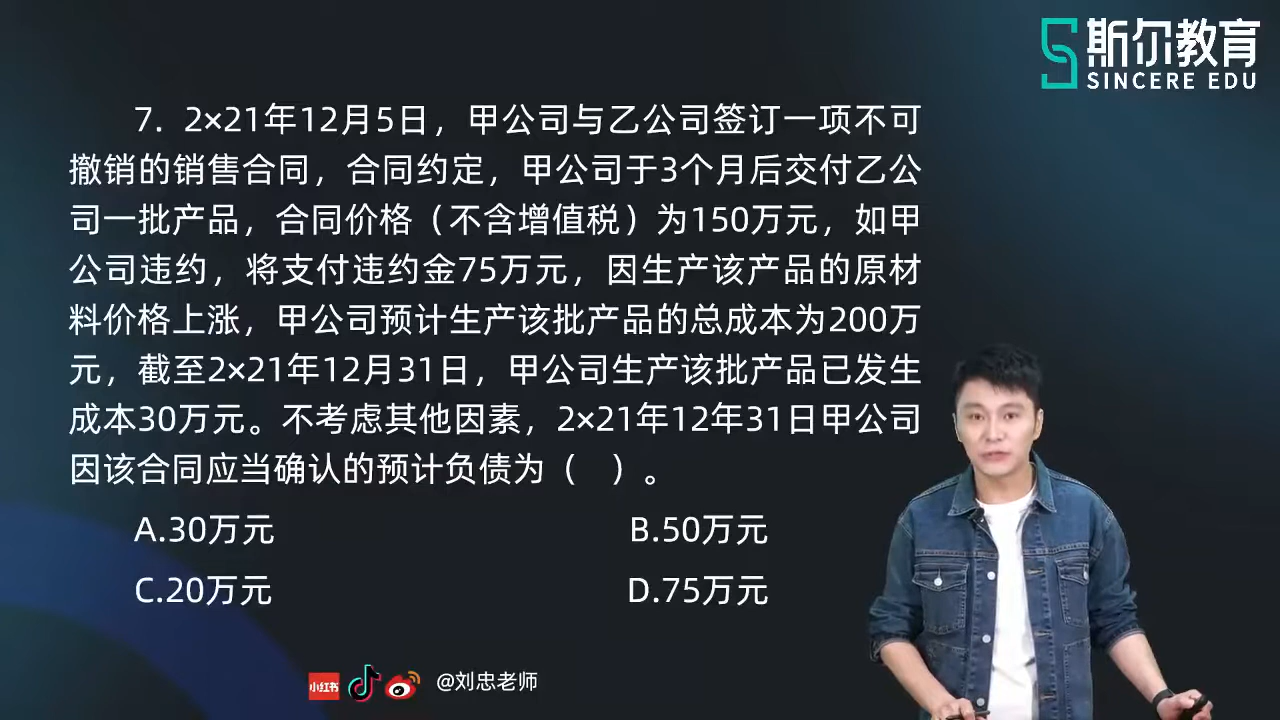 斯尔教育
SINCERE EDU
7. 2×21年12月5日，甲公司与乙公司签订一项不可
撤销的销售合同，合同约定，甲公司于3个月后交付乙公
司一批产品，合同价格（不含增值税）为150万元，如甲
公司违约，将支付违约金75万元，因生产该产品的原材
料价格上涨，甲公司预计生产该批产品的总成本为200万
元，截至2×21年12月31日，甲公司生产该批产品已发生
成本30万元。不考虑其他因素，2×21年12年31日甲公司
因该合同应当确认的预计负债为（ ）。
A.30万元 B.50万元
C.20万元 D.75万元
小红书 @刘忠老师